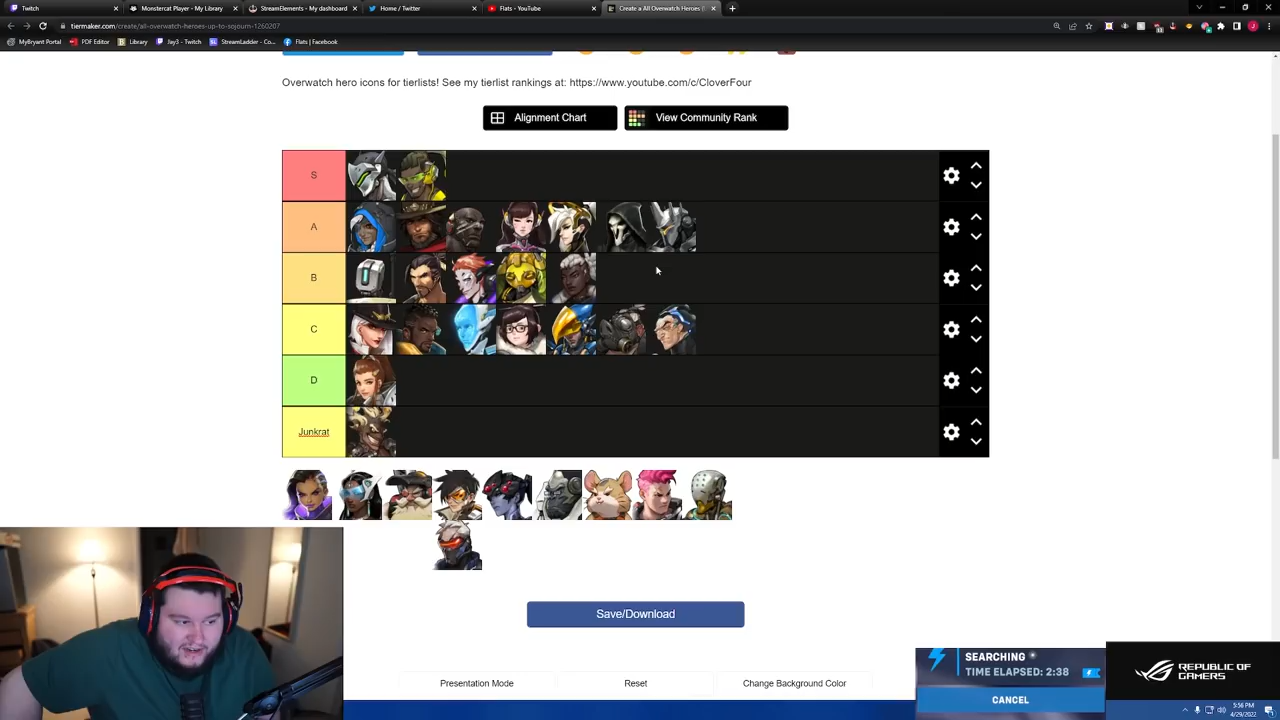 Twitch
Monstercat Player - My Library
StreamElements - My dashboard
Home / Twitter
Flats - YouTube
Create a All Overwatch Heroes (
tiermaker.com/create/all-overwatch-heroes-up-to-sojourn-1260207
MyBryant Portal
PDF Editor
Library
Jay3 - Twitch
StreamLadder - Co...
Flats | Facebook
Overwatch hero icons for tierlists! See my tierlist rankings at: https://www.youtube.com/c/CloverFour
Alignment Chart
View Community Rank
S
A
B
C
D
Junkrat
Save/Download
Presentation Mode
Reset
Change Background Color
SEARCHING
TIME ELAPSED: 2:38
CANCEL
REPUBLIC OF
GAMERS
5:56 PM
4/29/2022